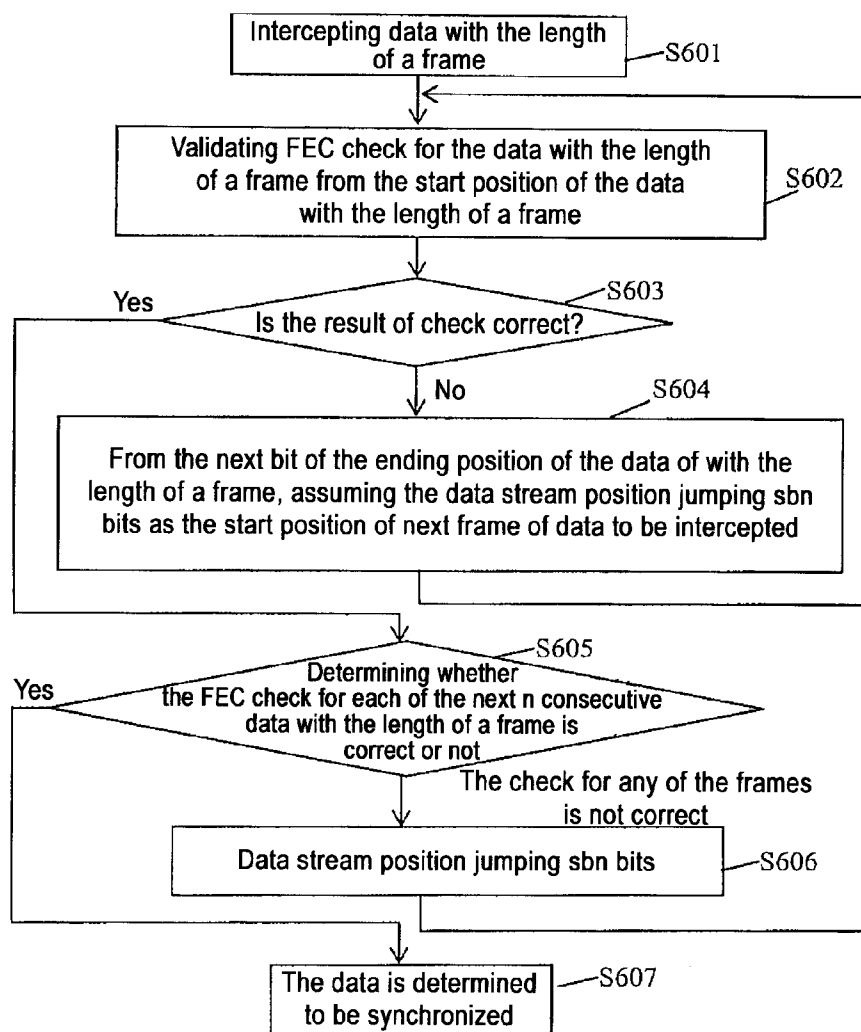 Intercepting data with the length
of a frame
S601
Validating FEC check for the data with the length
of a frame from the start position of the data
with the length of a frame
S602
S603
Yes
Is the result of check correct?
No
S604
From the next bit of the ending position of the data of with the
length of a frame, assuming the data stream position jumping sbn
bits as the start position of next frame of data to be intercepted
S605
Yes
Determining whether
the FEC check for each of the next n consecutive
data with the length of a frame is
correct or not
The check for any of the frames
is not correct
Data stream position jumping sbn bits
S606
The data is determined
to be synchronized
S607